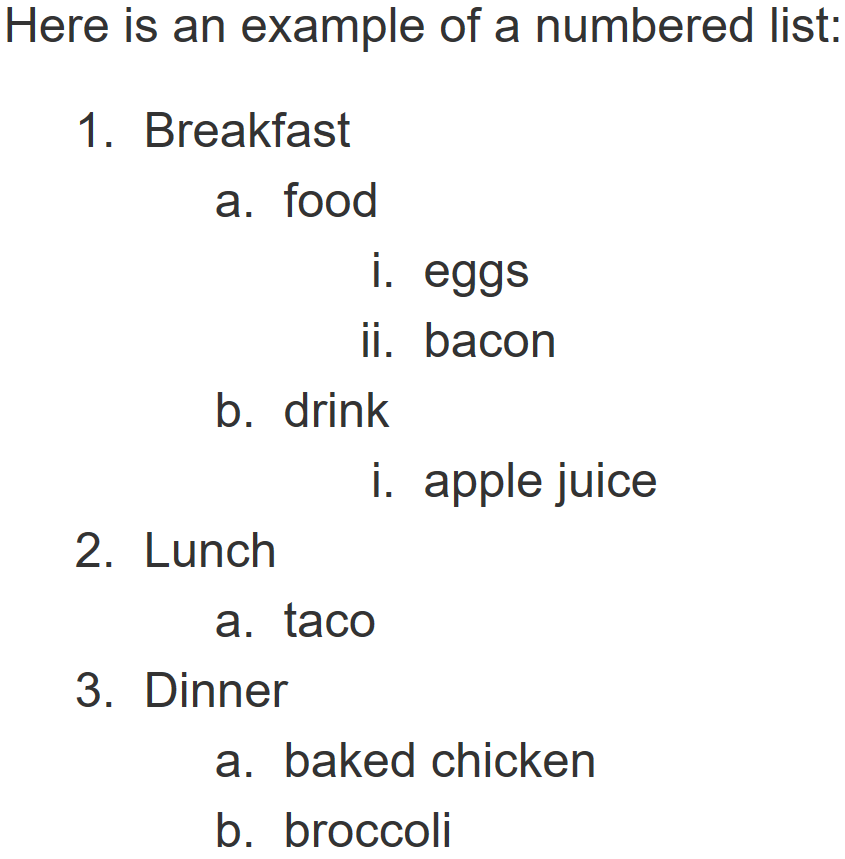 Here is an example of a numbered list:
1. Breakfast
a. food
i. eggs
ii. bacon
b. drink
i. apple juice
2. Lunch
a. taco
3. Dinner
a. baked chicken
b. broccoli